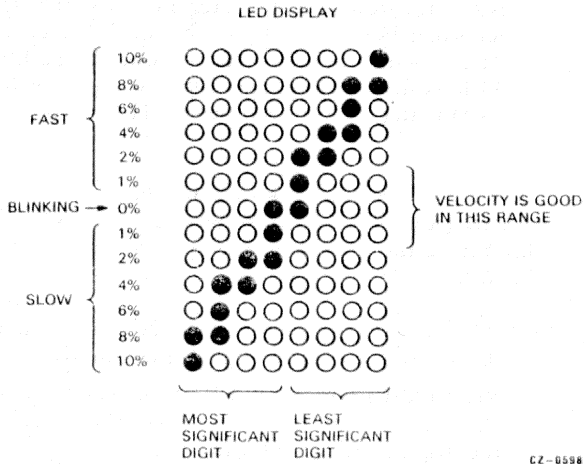 LED DISPLAY
10%
8%
6%
FAST
4%
2%
1%
BLINKING → 0%
VELOCITY IS GOOD
IN THIS RANGE
1%
2%
4%
SLOW
6%
8%
10%
MOST
SIGNIFICANT
DIGIT
LEAST
SIGNIFICANT
DIGIT
CZ-0598